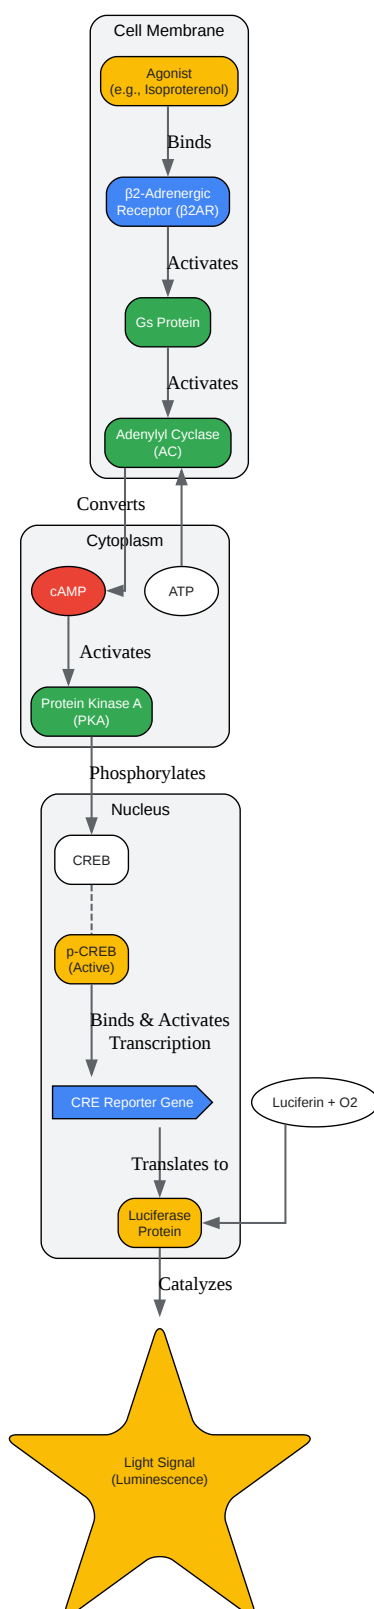 Cell Membrane
Agonist
(e.g., Isoproterenol)
Binds
β2-Adrenergic
Receptor (β2AR)
Activates
Gs Protein
Activates
Adenylyl Cyclase
(AC)
Converts
Cytoplasm
cAMP
ATP
Activates
Protein Kinase A
(PKA)
Phosphorylates
Nucleus
CREB
p-CREB
(Active)
Binds & Activates
Transcription
CRE Reporter Gene
Luciferin + O2
Translates to
Luciferase
Protein
Catalyzes
Light Signal
(Luminescence)